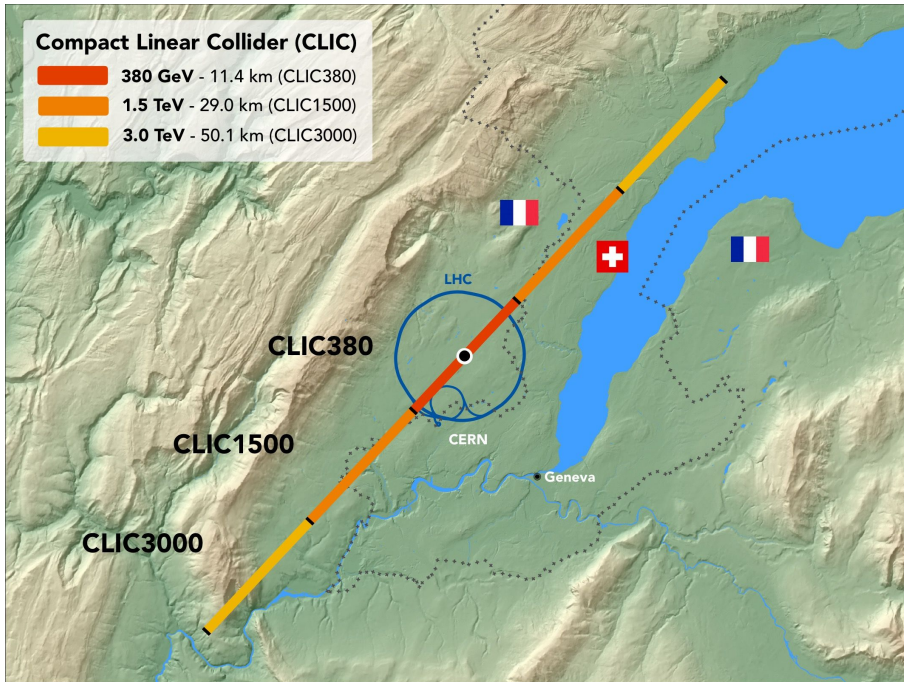 Compact Linear Collider (CLIC)
380 GeV - 11.4 km (CLIC380)
1.5 TeV - 29.0 km (CLIC1500)
3.0 TeV - 50.1 km (CLIC3000)
LHC
CLIC380
CERN
CLIC1500
Geneva
CLIC3000